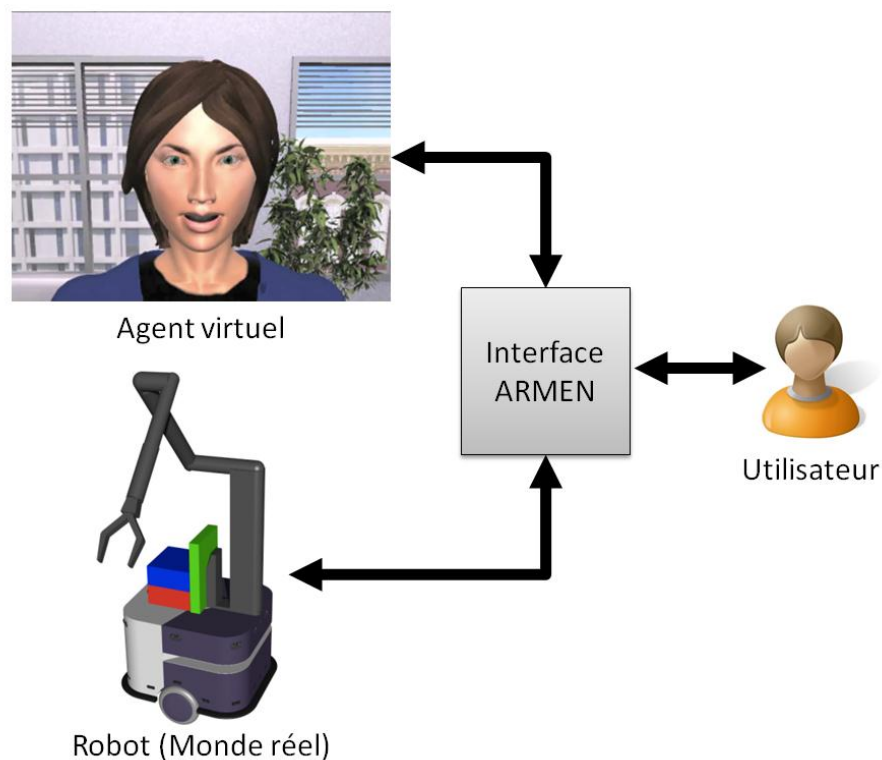 Agent virtuel
Interface
ARMEN
Utilisateur
Robot (Monde réel)